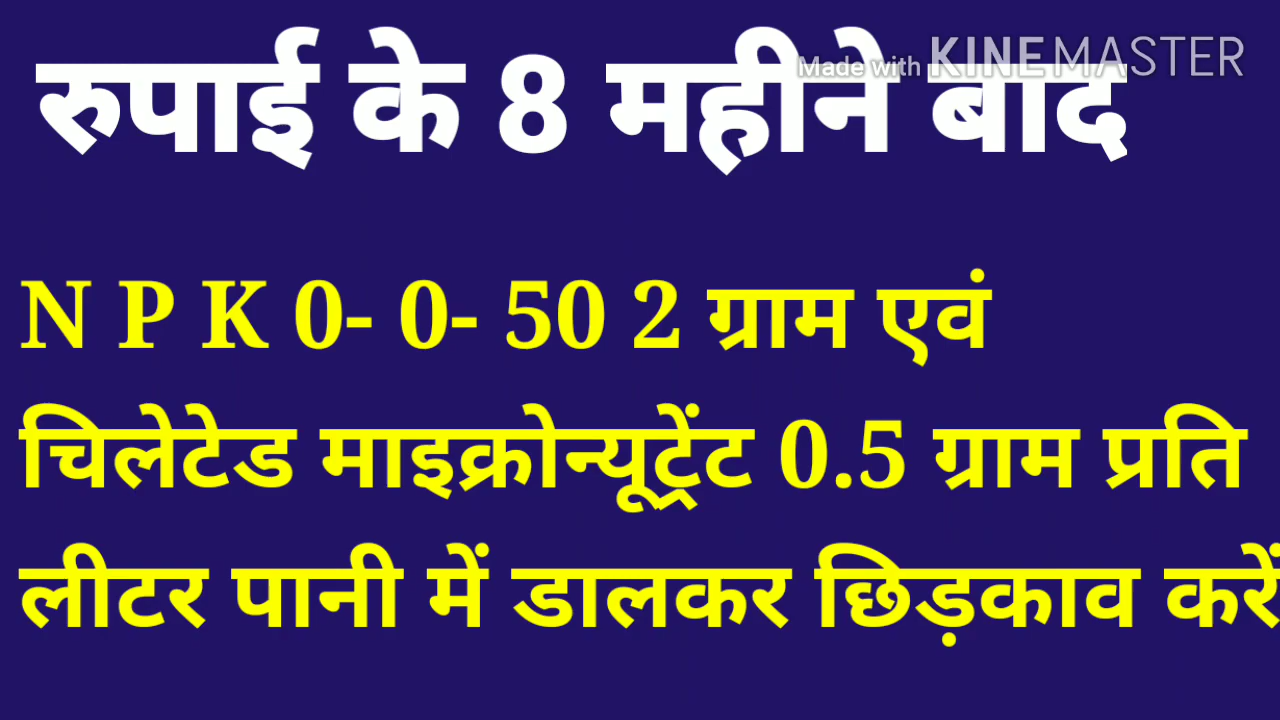 Made with KINEMASTER
रुपाई के 8 महीने बाद
N P K 0- 0- 50 2 ग्राम एवं
चिलेटेड माइक्रोन्यूट्रेंट 0.5 ग्राम प्रति
लीटर पानी में डालकर छिड़काव करें